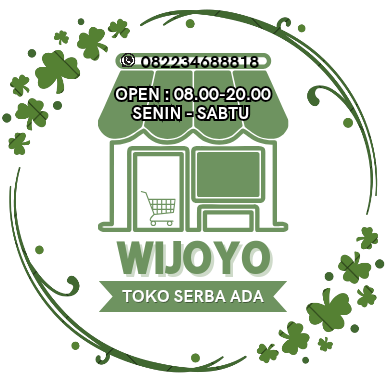 082234688818
OPEN : 08.00-20.00
SENIN - SABTU
WIJOYO
TOKO SERBA ADA